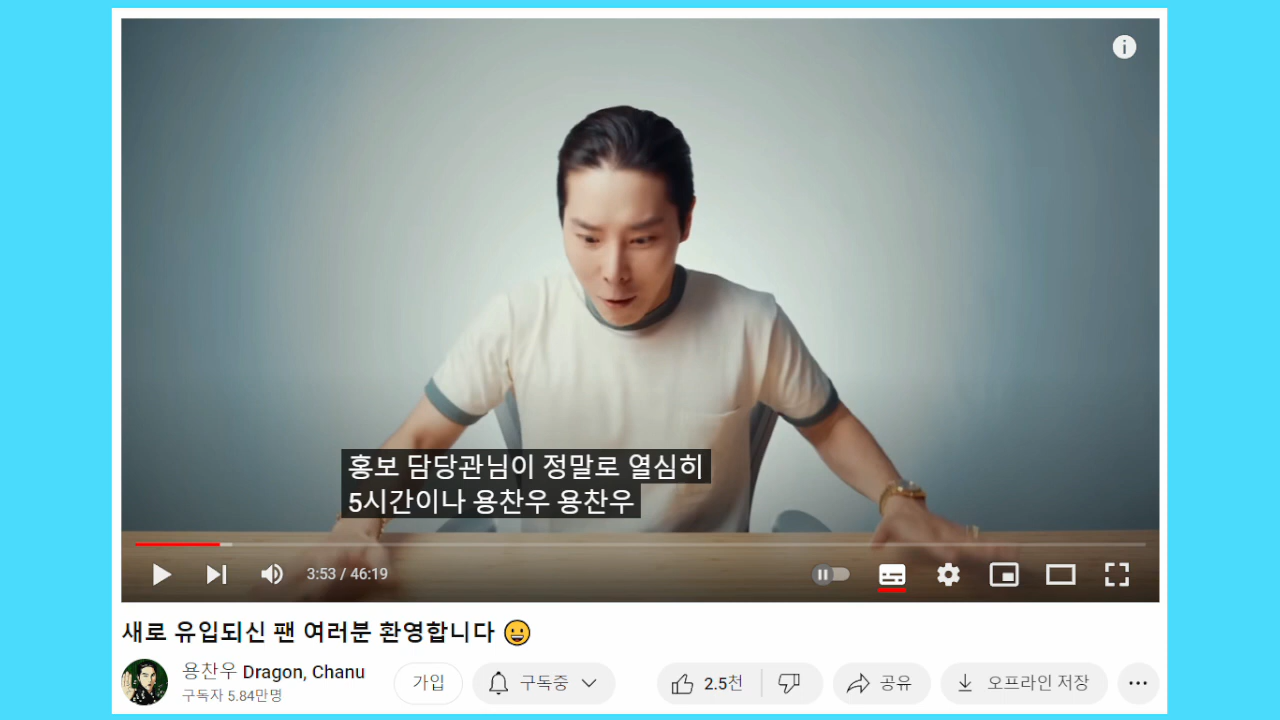 홍보 담당관님이 정말로 열심히
5시간이나 용찬우 용찬우
3:53 / 46:19
새로 유입되신 팬 여러분 환영합니다 😀
용찬우 Dragon, Chanu
구독자 5.84만명
가입
구독중
2.5천
공유
오프라인 저장